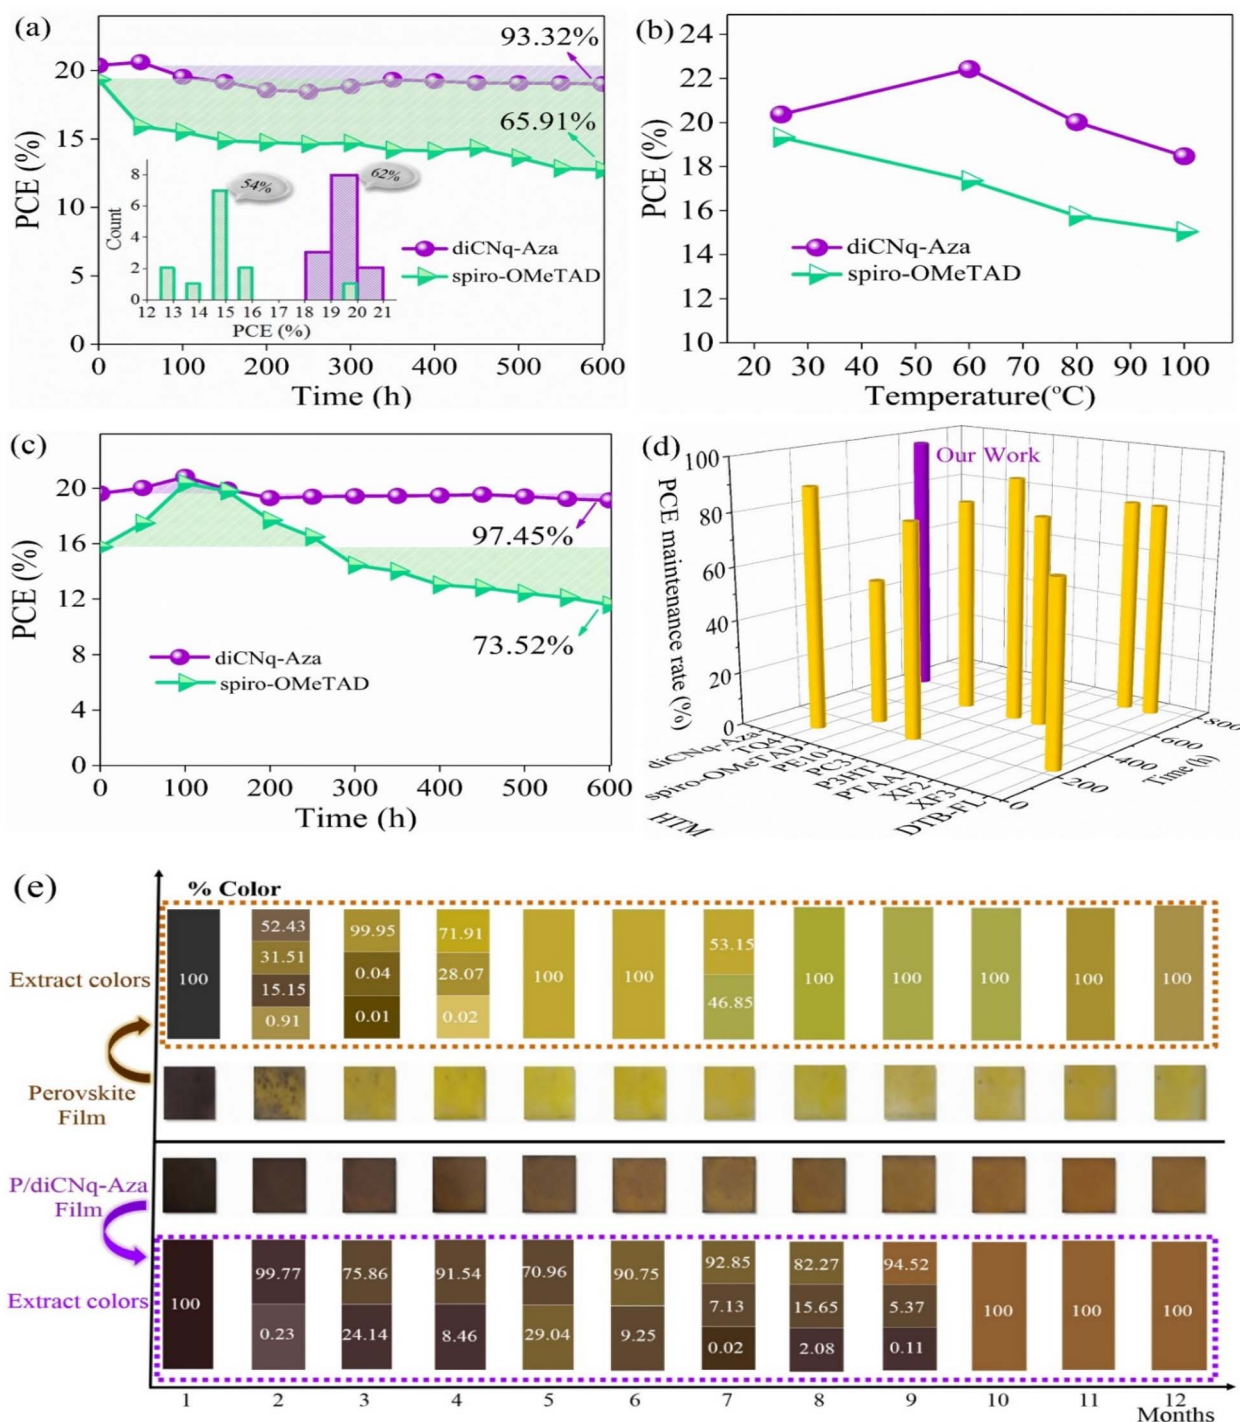 (a)
93.32%
65.91%
54%
62%
diCNq-Aza
spiro-OMeTAD
Count
8
6
4
2
0
12 13 14 15 16 17 18 19 20 21
PCE (%)
PCE (%)
20
15
10
5
0
0 100 200 300 400 500 600
Time (h)
(b)
PCE (%)
24
22
20
18
16
14
12
10
diCNq-Aza
spiro-OMeTAD
20 30 40 50 60 70 80 90 100
Temperature(°C)
(c)
PCE (%)
20
16
12
8
4
0
97.45%
73.52%
diCNq-Aza
spiro-OMeTAD
0 100 200 300 400 500 600
Time (h)
(d)
Our Work
PCE maintenance rate (%)
100
80
60
40
20
0
diCNq-Aza
TQ4
spiro-OMeTAD
PE10
PC3
P3HT
PTAA
XF2
XF3
DTB-FL
HTM
0
200
400
600
800
Time (h)
(e)
% Color
Extract colors
100
52.43
31.51
15.15
0.91
99.95
0.04
0.01
71.91
28.07
0.02
100
100
53.15
46.85
100
100
100
100
100
Perovskite
Film
P/diCNq-Aza
Film
Extract colors
100
99.77
0.23
75.86
24.14
91.54
8.46
70.96
29.04
90.75
9.25
92.85
7.13
0.02
82.27
15.65
2.08
94.52
5.37
0.11
100
100
100
1 2 3 4 5 6 7 8 9 10 11 12
Months